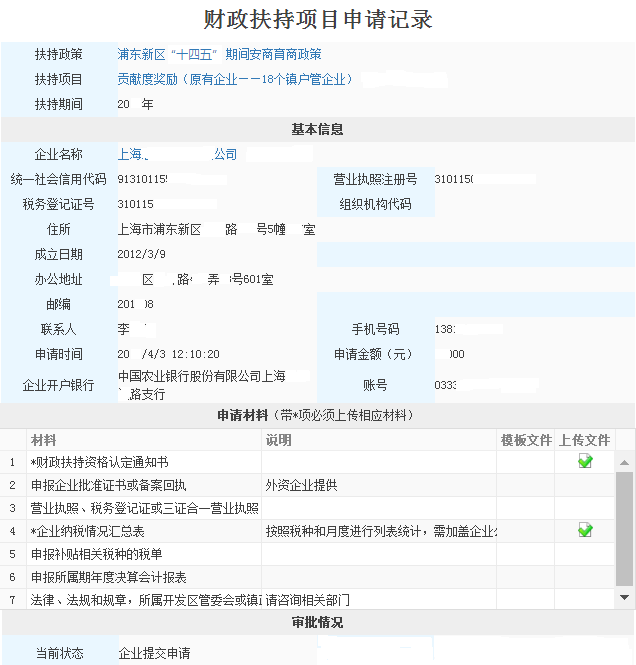 财政扶持项目申请记录
扶持政策 浦东新区“十四五”期间安商育商政策
扶持项目 贡献度奖励（原有企业——18个镇户管企业）
扶持期间 20 年
基本信息
企业名称 上海 公司
统一社会信用代码 91310115 营业执照注册号 3101150
税务登记证号 310115 组织机构代码
住所 上海市浦东新区 路 号5幢 室
成立日期 2012/3/9
办公地址 区 路 弄 号601室
邮编 201 08
联系人 李 手机号码 138
申请时间 20 /4/3 12:10:20 申请金额（元） 000
企业开户银行 中国农业银行股份有限公司上海 账号 0333
路支行
申请材料（带*项必须上传相应材料）
材料 说明 模板文件 上传文件
1 *财政扶持资格认定通知书
2 申报企业批准证书或备案回执 外资企业提供
3 营业执照、税务登记证或三证合一营业执照
4 *企业纳税情况汇总表 按照税种和月度进行列表统计，需加盖企业
5 申报补贴相关税种的税单
6 申报所属期年度决算会计报表
7 法律、法规和规章，所属开发区管委会或镇 请咨询相关部门
审批情况
当前状态 企业提交申请